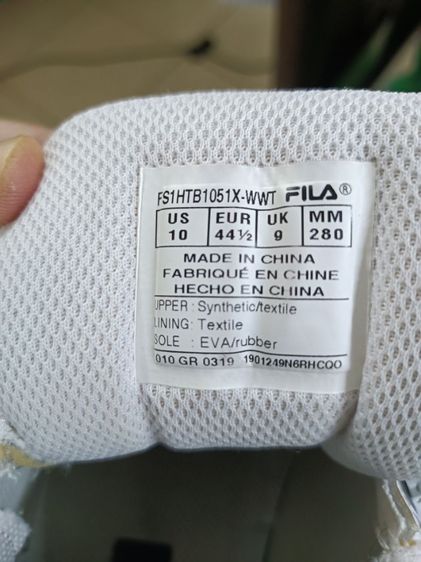 FS1HTB1051X-WWT FILA®
US EUR UK MM
10 44½ 9 280
MADE IN CHINA
FABRIQUÉ EN CHINE
HECHO EN CHINA
UPPER : Synthetic/textile
LINING: Textile
SOLE : EVA/rubber
010 GR 0319 1901249N6RHCQO